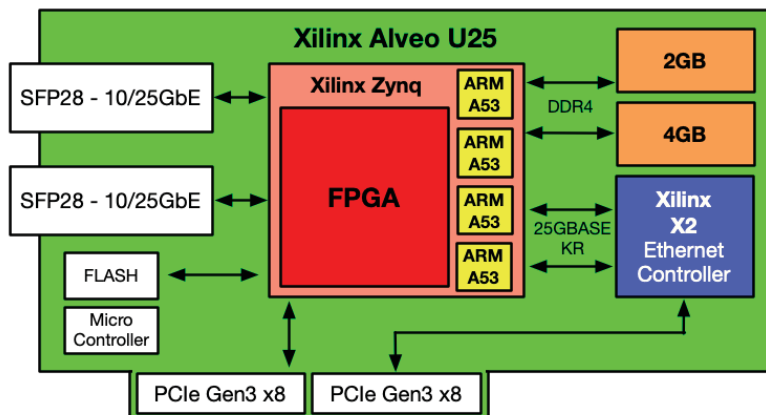 Xilinx Alveo U25
SFP28 - 10/25GbE
SFP28 - 10/25GbE
FLASH
Micro
Controller
Xilinx Zynq
FPGA
ARM
A53
ARM
A53
ARM
A53
ARM
A53
DDR4
25GBASE
KR
2GB
4GB
Xilinx
X2
Ethernet
Controller
PCIe Gen3 x8
PCIe Gen3 x8